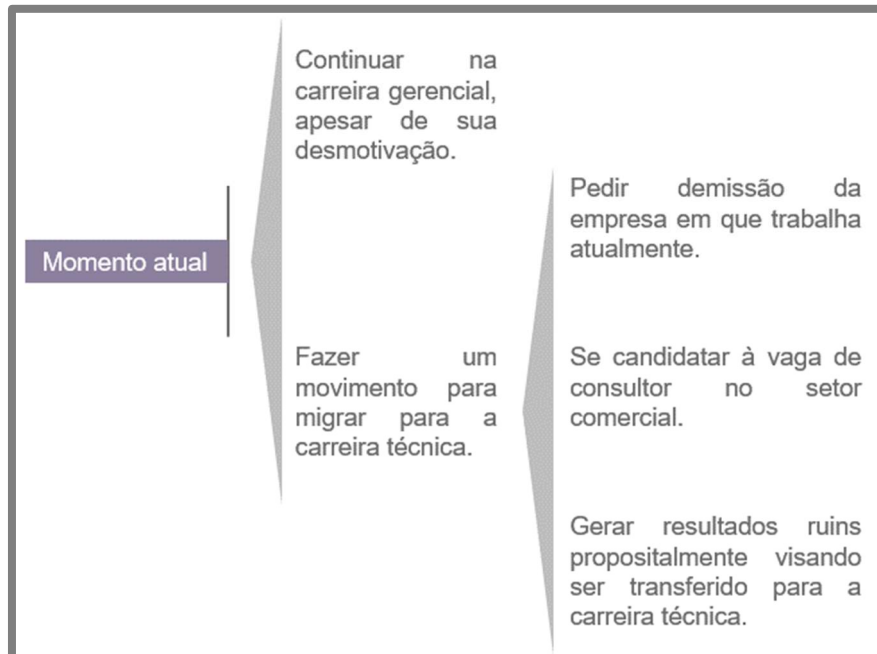 Continuar na
carreira gerencial,
apesar de sua
desmotivação.
Momento atual
Fazer um
movimento para
migrar para a
carreira técnica.
Pedir demissão da
empresa em que trabalha
atualmente.
Se candidatar à vaga de
consultor no setor
comercial.
Gerar resultados ruins
propositalmente visando
ser transferido para a
carreira técnica.